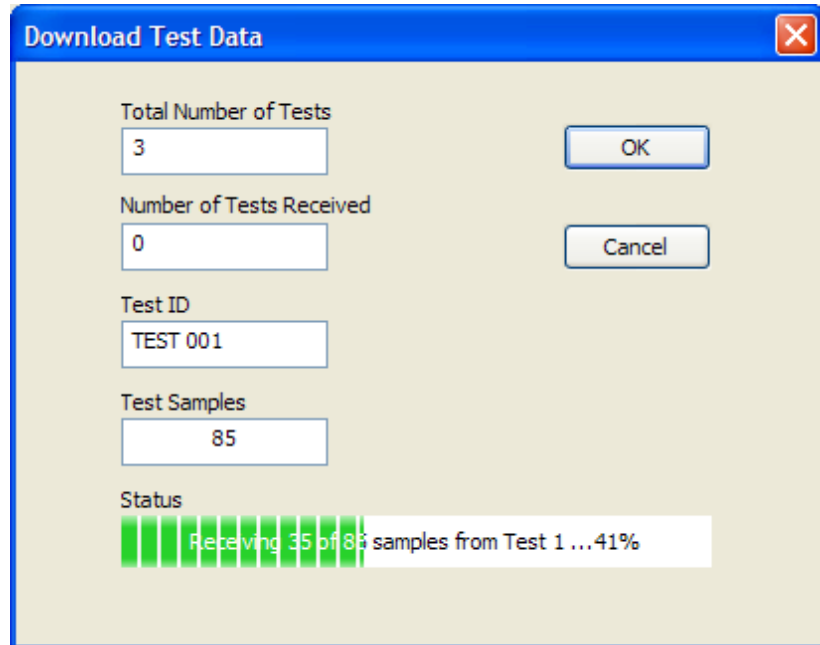 Download Test Data
Total Number of Tests
3
OK
Number of Tests Received
0
Cancel
Test ID
TEST 001
Test Samples
85
Status
Receiving 35 of 85 samples from Test 1 ...41%